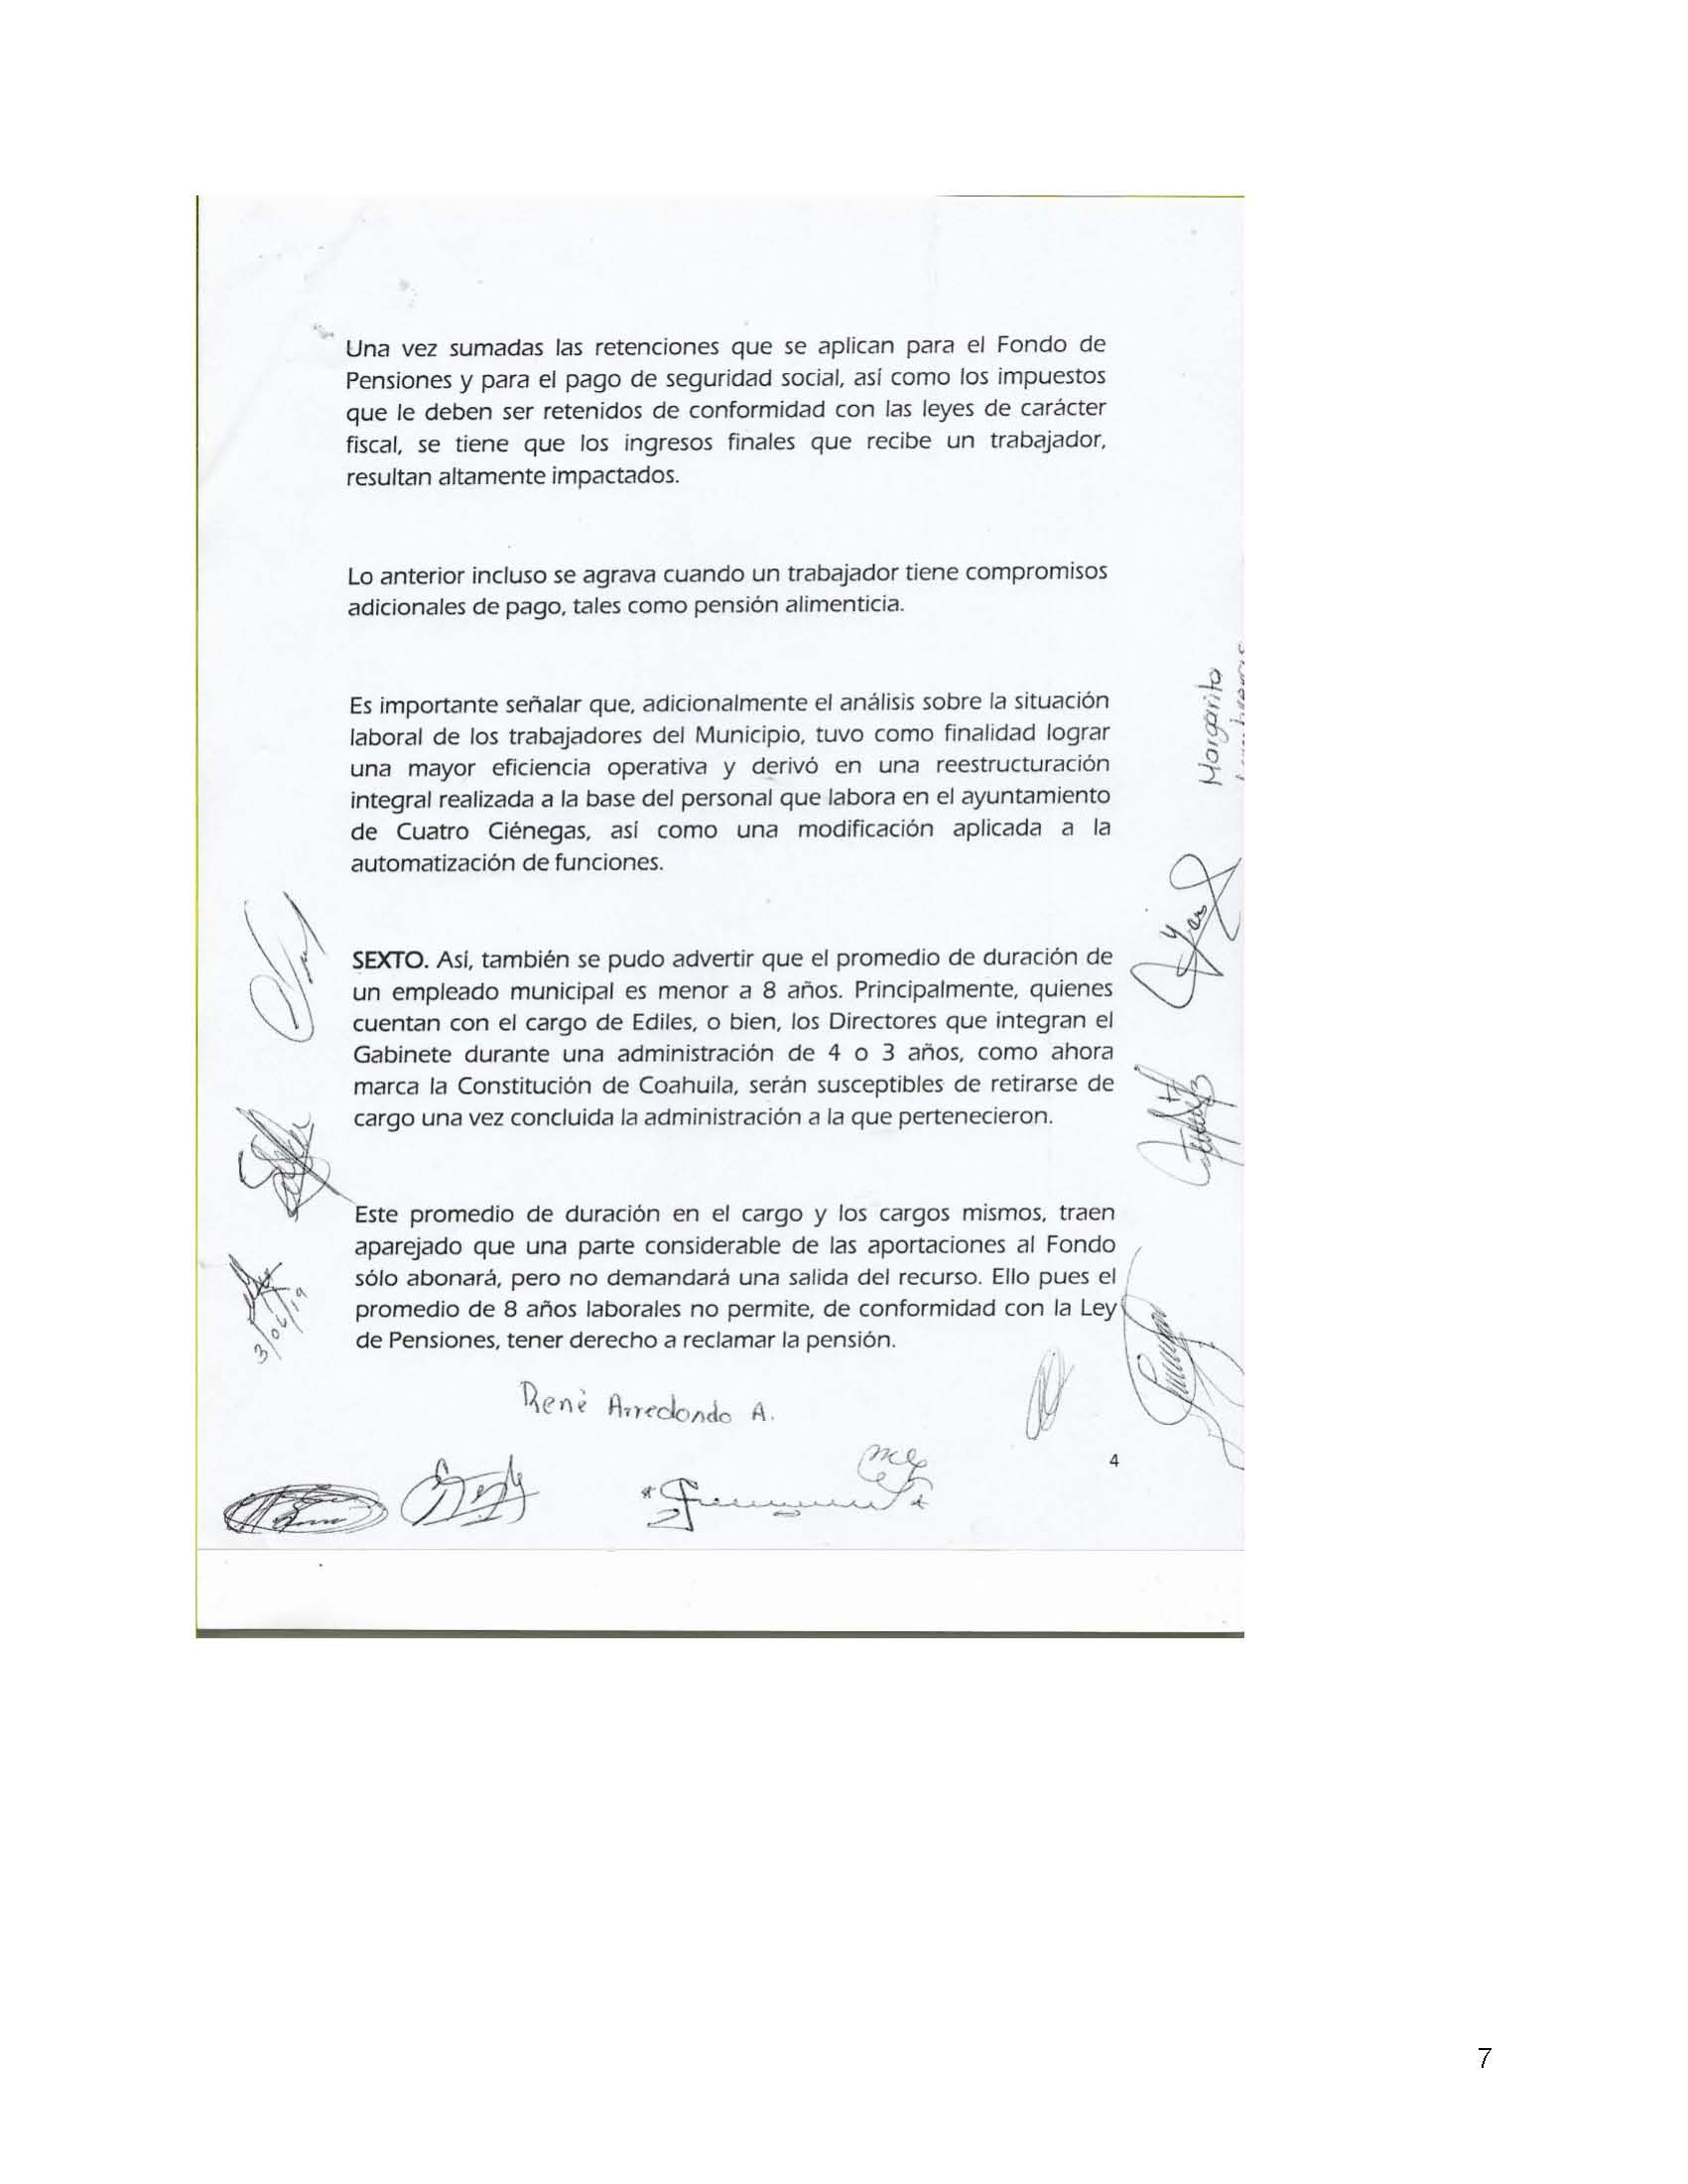 Una vez sumadas las retenciones que se aplican para el Fondo de
Pensiones y para el pago de seguridad social, así como los impuestos
que le deben ser retenidos de conformidad con las leyes de carácter
fiscal, se tiene que los ingresos finales que recibe un trabajador,
resultan altamente impactados.
Lo anterior incluso se agrava cuando un trabajador tiene compromisos
adicionales de pago, tales como pensión alimenticia.
Es importante señalar que, adicionalmente el análisis sobre la situación
laboral de los trabajadores del Municipio, tuvo como finalidad lograr
una mayor eficiencia operativa y derivó en una reestructuración
integral realizada a la base del personal que labora en el ayuntamiento
de Cuatro Ciénegas, así como una modificación aplicada a la
automatización de funciones.
SEXTO. Así, también se pudo advertir que el promedio de duración de
un empleado municipal es menor a 8 años. Principalmente, quienes
cuentan con el cargo de Ediles, o bien, los Directores que integran el
Gabinete durante una administración de 4 o 3 años, como ahora
marca la Constitución de Coahuila, serán susceptibles de retirarse de
cargo una vez concluida la administración a la que pertenecieron.
Este promedio de duración en el cargo y los cargos mismos, traen
aparejado que una parte considerable de las aportaciones al Fondo
sólo abonará, pero no demandará una salida del recurso. Ello pues el
promedio de 8 años laborales no permite, de conformidad con la Ley
de Pensiones, tener derecho a reclamar la pensión.
Margarita
3/06/19
Renè Arredondo A.
4
7